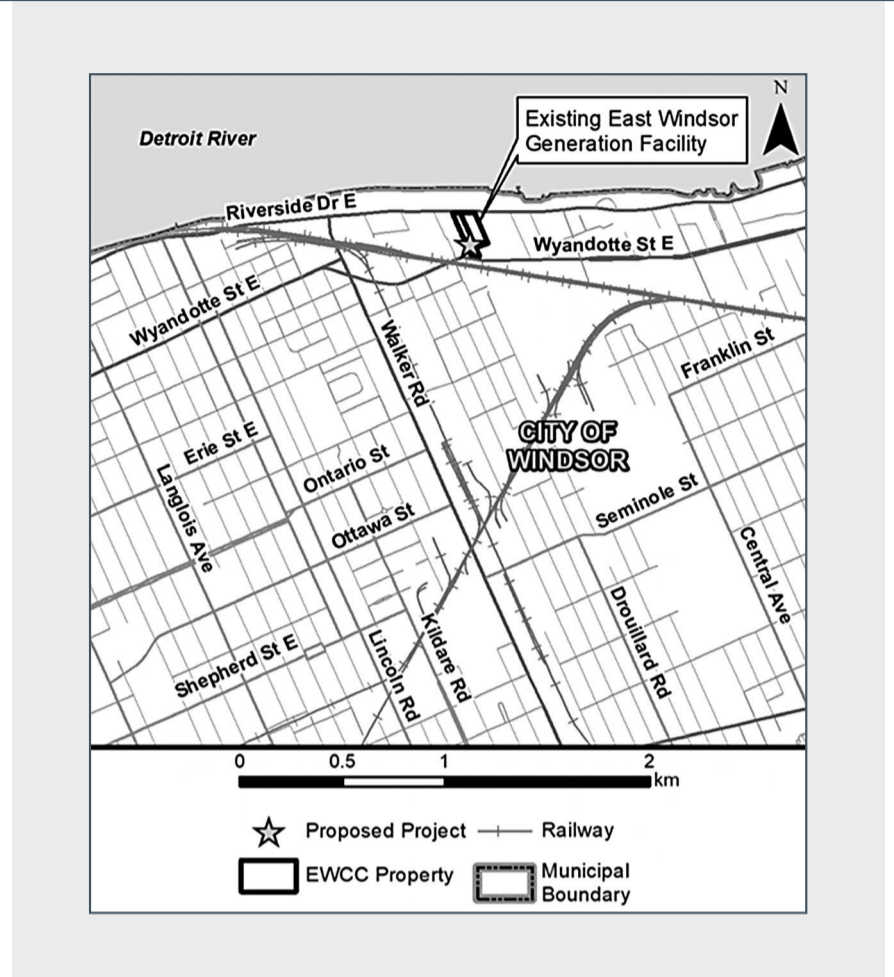 N
Existing East Windsor
Generation Facility
Detroit River
Riverside Dr E
Wyandotte St E
Wyandotte St E
Walker Rd
Franklin St
CITY OF
WINDSOR
Erie St E
Ontario St
Langlois Ave
Seminole St
Ottawa St
Central Ave
Drouillard Rd
Kildare Rd
Lincoln Rd
Shepherd St E
0 0.5 1 2
km
Proposed Project
Railway
EWCC Property
Municipal
Boundary